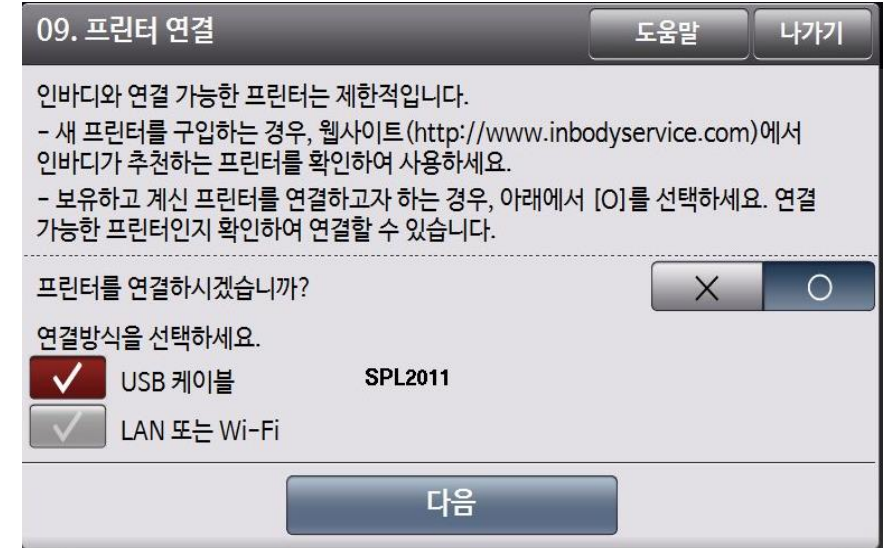 09. 프린터 연결
도움말
나가기
인바디와 연결 가능한 프린터는 제한적입니다.
- 새 프린터를 구입하는 경우, 웹사이트(http://www.inbodyservice.com)에서
인바디가 추천하는 프린터를 확인하여 사용하세요.
- 보유하고 계신 프린터를 연결하고자 하는 경우, 아래에서 [O]를 선택하세요. 연결
가능한 프린터인지 확인하여 연결할 수 있습니다.
프린터를 연결하시겠습니까?
연결방식을 선택하세요.
USB 케이블
SPL2011
LAN 또는 Wi-Fi
다음